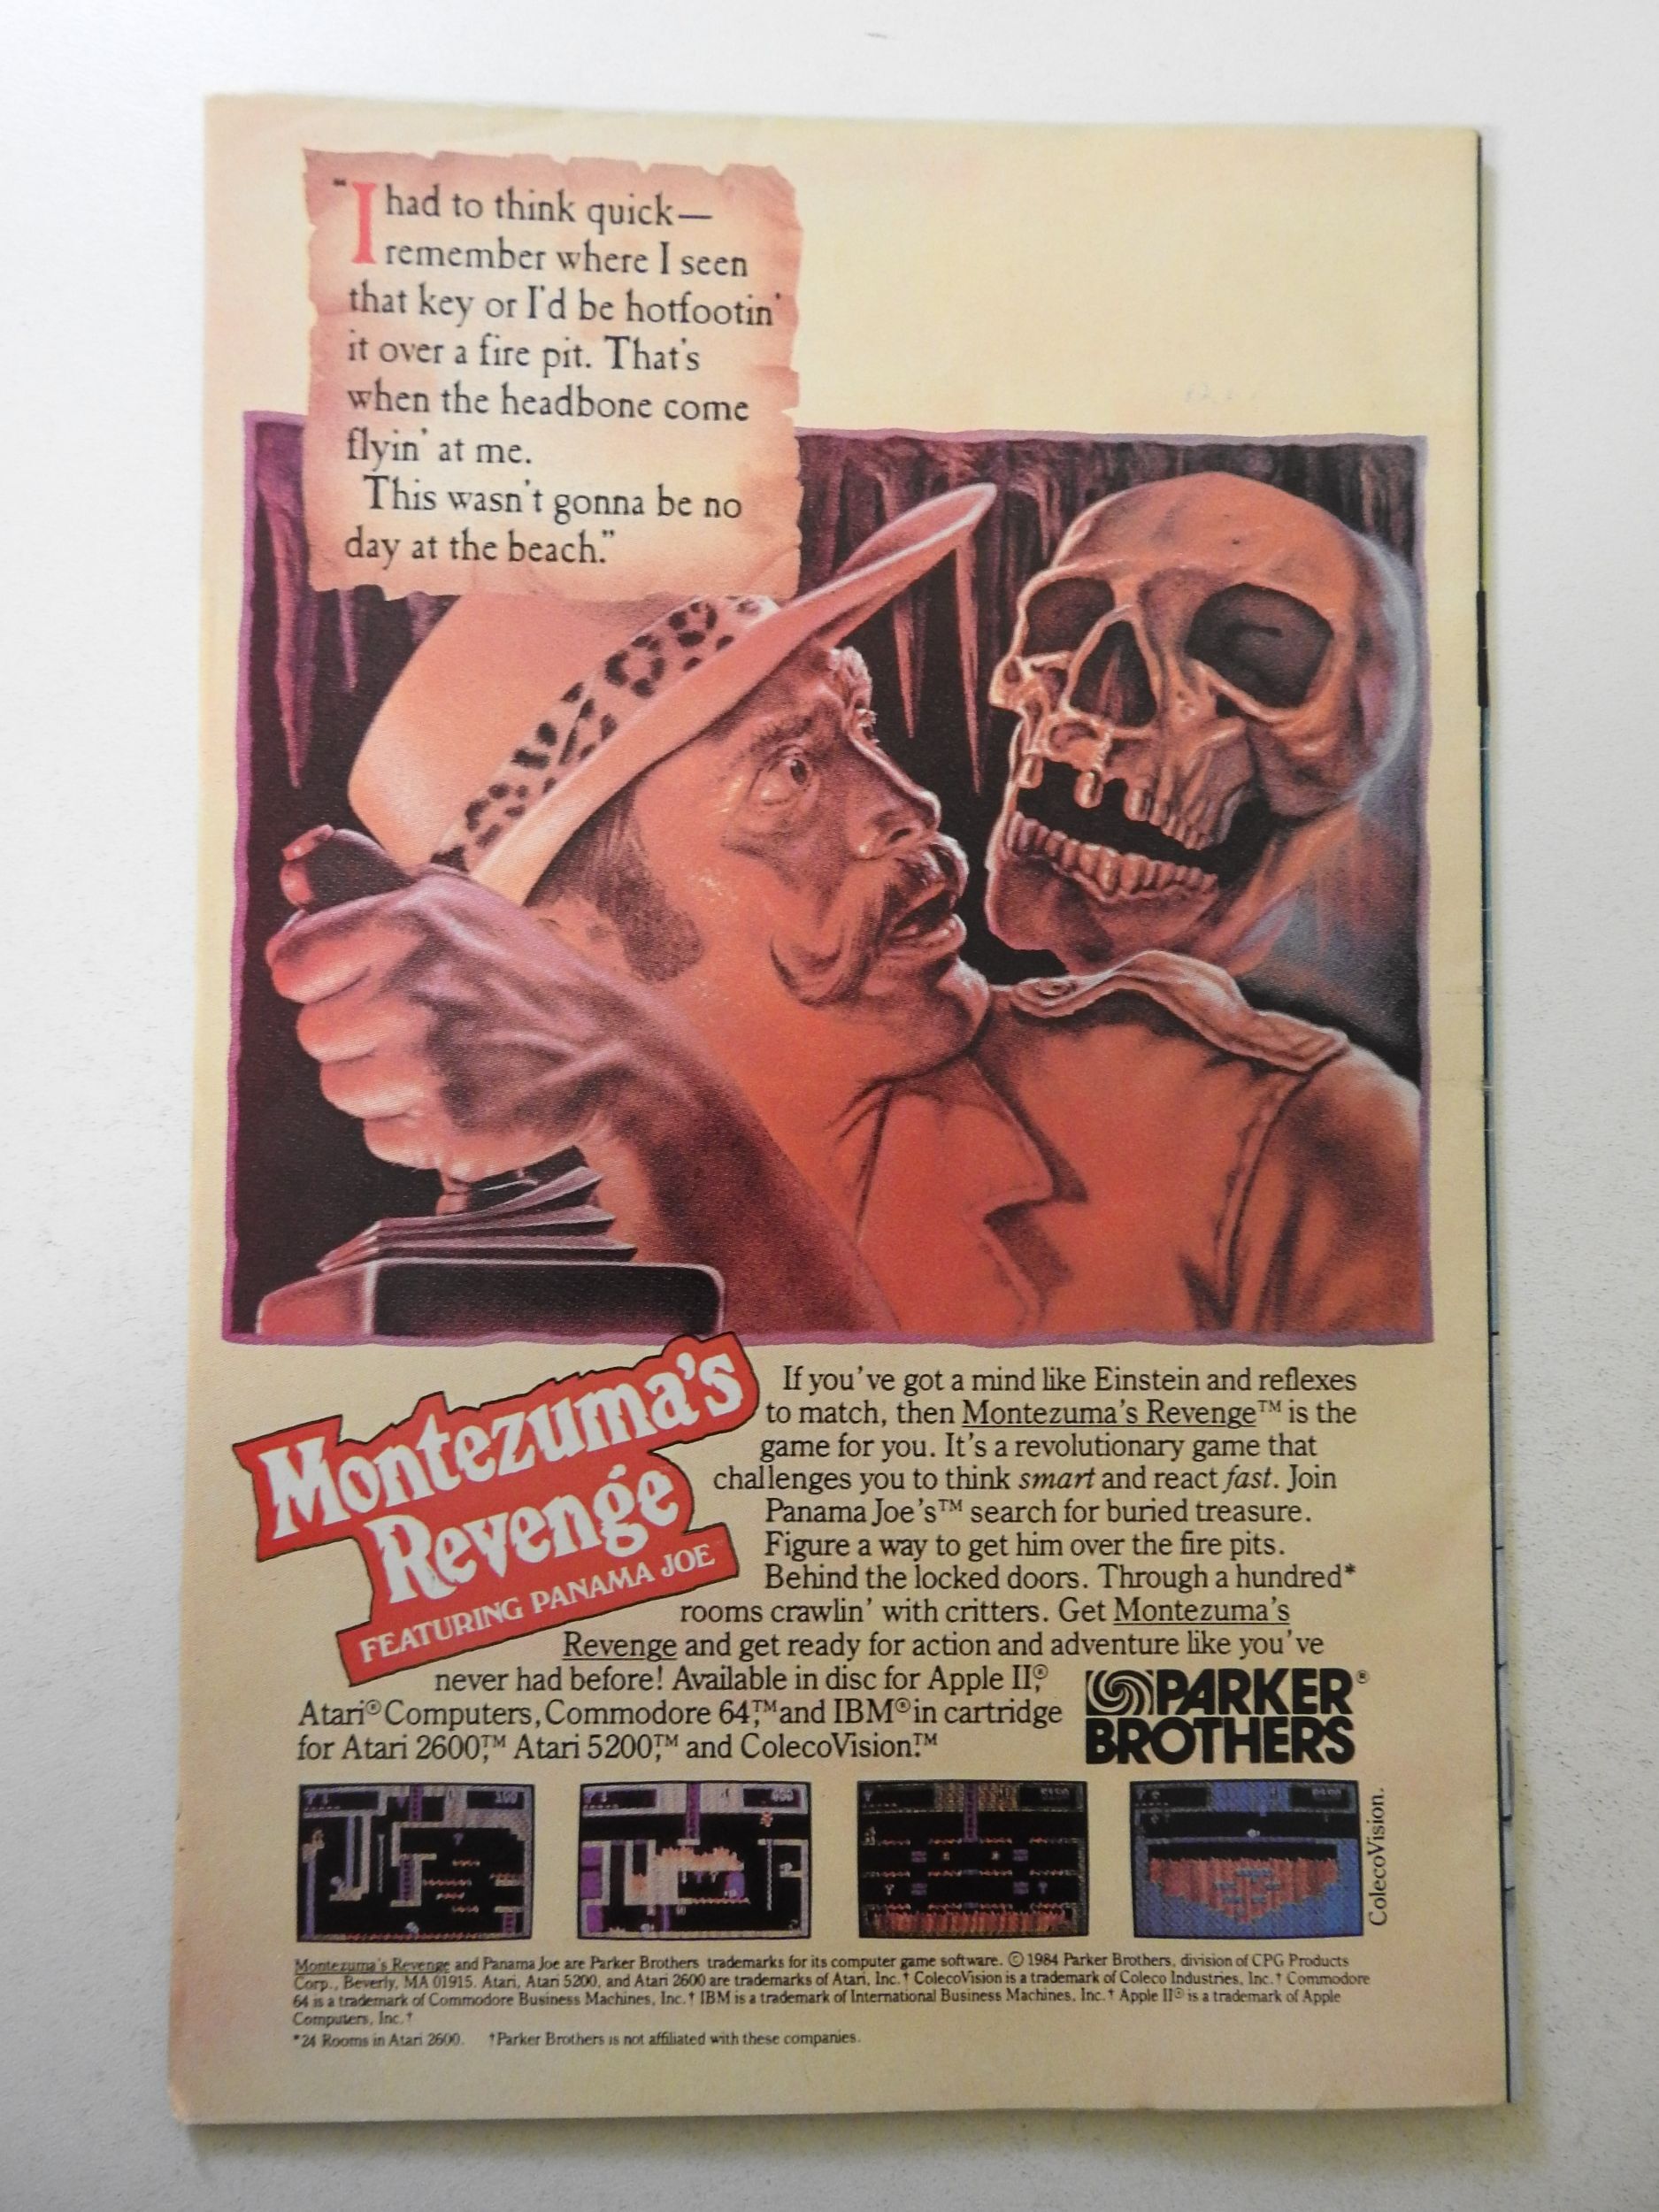 "I had to think quick—
remember where I seen
that key or I'd be hotfootin'
it over a fire pit. That's
when the headbone come
flyin' at me.
This wasn't gonna be no
day at the beach."
Montezuma's
Revenge
FEATURING PANAMA JOE
If you've got a mind like Einstein and reflexes
to match, then Montezuma's Revenge™ is the
game for you. It's a revolutionary game that
challenges you to think smart and react fast. Join
Panama Joe's™ search for buried treasure.
Figure a way to get him over the fire pits.
Behind the locked doors. Through a hundred*
rooms crawlin' with critters. Get Montezuma's
Revenge and get ready for action and adventure like you've
never had before! Available in disc for Apple II,®
Atari® Computers, Commodore 64,™ and IBM® in cartridge
for Atari 2600,™ Atari 5200,™ and ColecoVision.™
PARKER®
BROTHERS
100
400
ColecoVision.
Montezuma's Revenge and Panama Joe are Parker Brothers trademarks for its computer game software. © 1984 Parker Brothers, division of CPG Products
Corp., Beverly, MA 01915. Atari, Atari 5200, and Atari 2600 are trademarks of Atari, Inc.† ColecoVision is a trademark of Coleco Industries, Inc.† Commodore
64 is a trademark of Commodore Business Machines, Inc.† IBM is a trademark of International Business Machines, Inc.† Apple II® is a trademark of Apple
Computers, Inc.†
*24 Rooms in Atari 2600. †Parker Brothers is not affiliated with these companies.